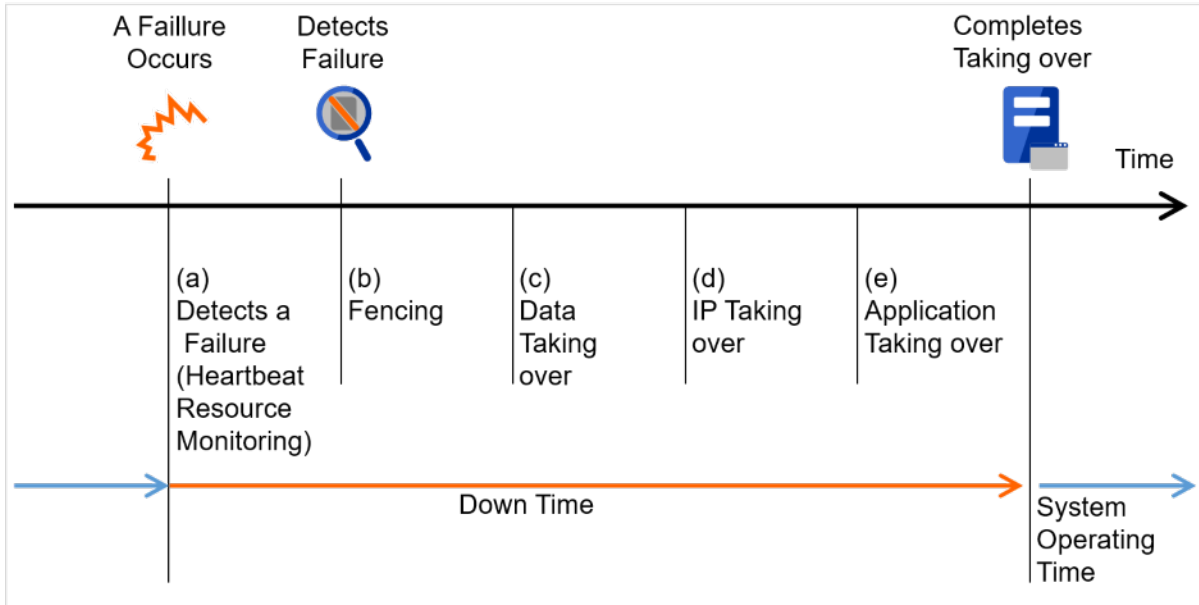 A Faillure
Occurs
Detects
Failure
Completes
Taking over
Time
(a)
Detects a
Failure
(Heartbeat
Resource
Monitoring)
(b)
Fencing
(c)
Data
Taking
over
(d)
IP Taking
over
(e)
Application
Taking over
Down Time
System
Operating
Time